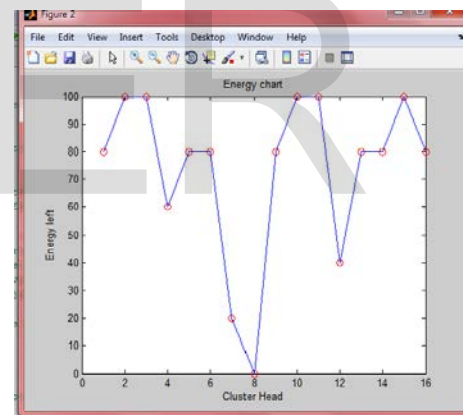 Figure 2
File Edit View Insert Tools Desktop Window Help
Energy chart
100
90
80
70
60
50
40
30
20
10
0
Energy left
0 2 4 6 8 10 12 14 16
Cluster Head
ER